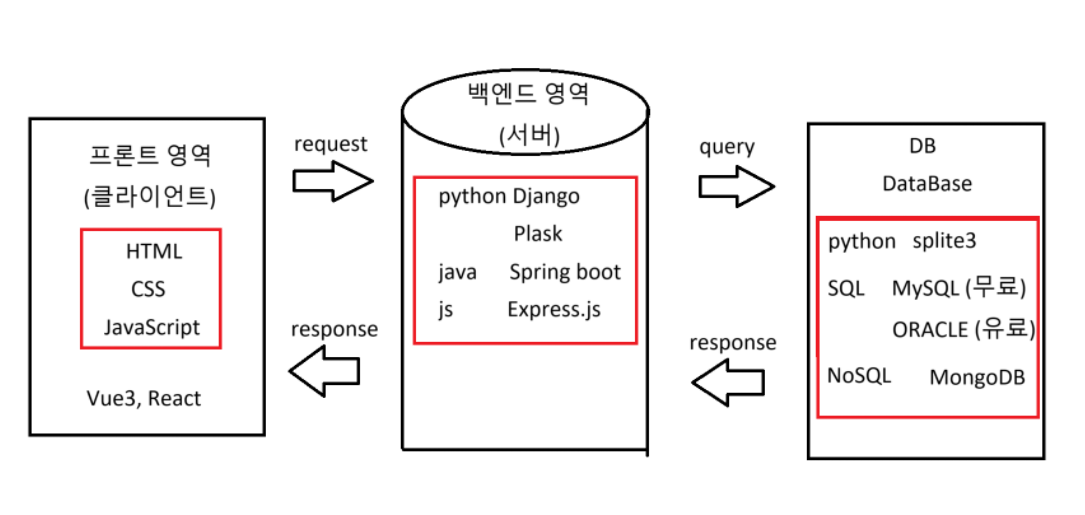 프론트 영역
(클라이언트)
HTML
CSS
JavaScript
Vue3, React
request
response
백엔드 영역
(서버)
python Django
Plask
java Spring boot
js Express.js
query
response
DB
DataBase
python splite3
SQL MySQL (무료)
ORACLE (유료)
NoSQL MongoDB